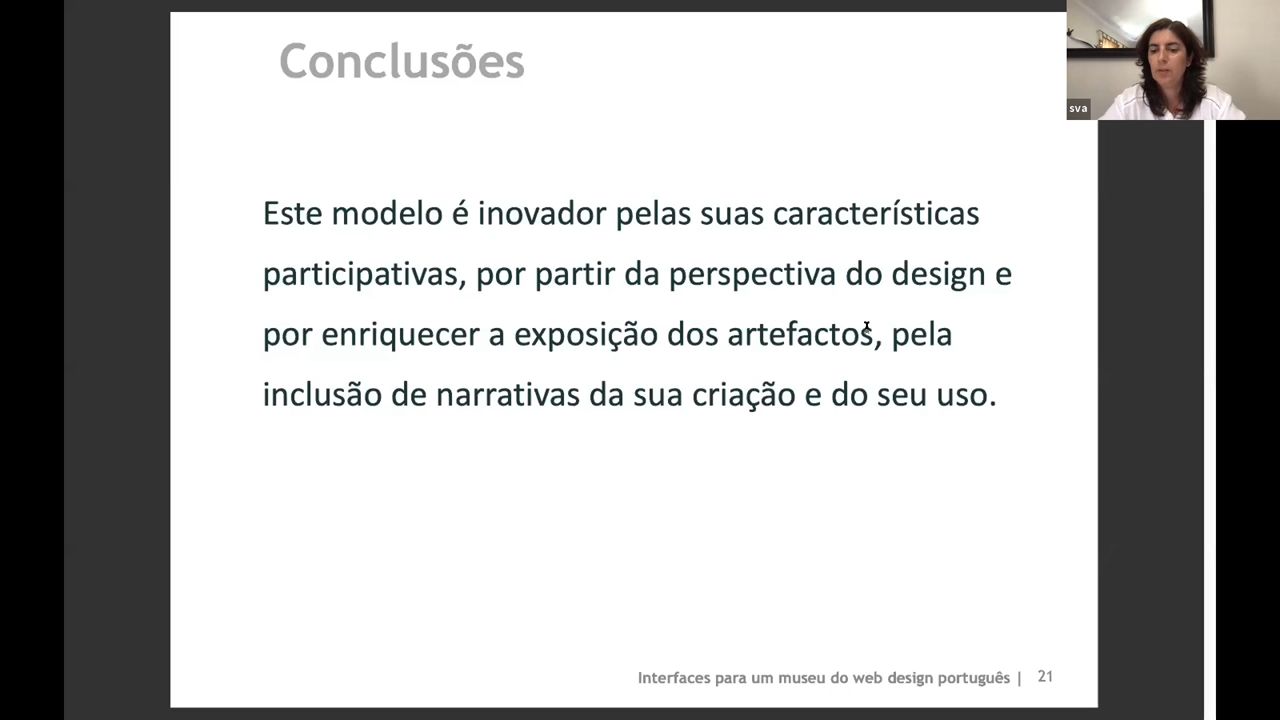 Conclusões
sva
Este modelo é inovador pelas suas características
participativas, por partir da perspectiva do design e
por enriquecer a exposição dos artefactos, pela
inclusão de narrativas da sua criação e do seu uso.
Interfaces para um museu do web design português | 21